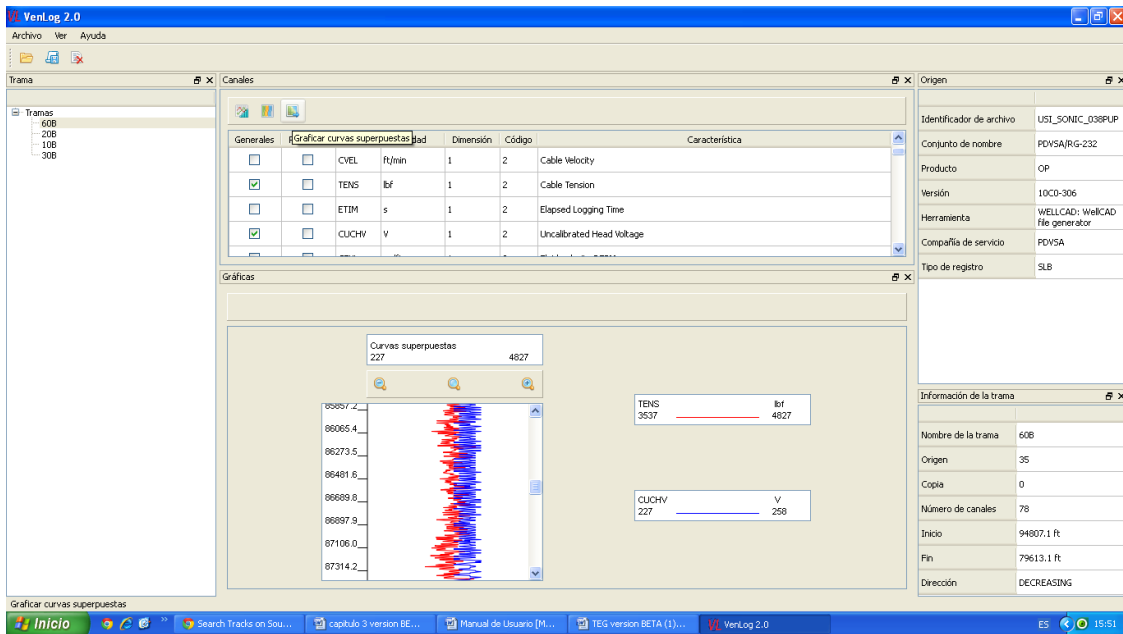 VenLog 2.0
Archivo Ver Ayuda
Trama
Tramas
60B
20B
10B
30B
Canales
Graficar curvas superpuestas
Generales dad Dimensión Código Característica
CVEL ft/min 1 2 Cable Velocity
TENS lbf 1 2 Cable Tension
ETIM s 1 2 Elapsed Logging Time
CUCHV V 1 2 Uncalibrated Head Voltage
Gráficas
Curvas superpuestas
227 4827
85857.2
86065.4
86273.5
86481.6
86689.8
86897.9
87106.0
87314.2
TENS lbf
3537 4827
CUCHV V
227 258
Origen
Identificador de archivo USI_SONIC_038PUP
Conjunto de nombre PDVSA/RG-232
Producto OP
Versión 10C0-306
Herramienta WELLCAD: WellCAD file generator
Compañía de servicio PDVSA
Tipo de registro SLB
Información de la trama
Nombre de la trama 60B
Origen 35
Copia 0
Número de canales 78
Inicio 94807.1 ft
Fin 79613.1 ft
Dirección DECREASING
Graficar curvas superpuestas
Inicio
Search Tracks on Sou...
capitulo 3 version BE...
Manual de Usuario [M...
TEG version BETA (1)...
VenLog 2.0
ES 15:51